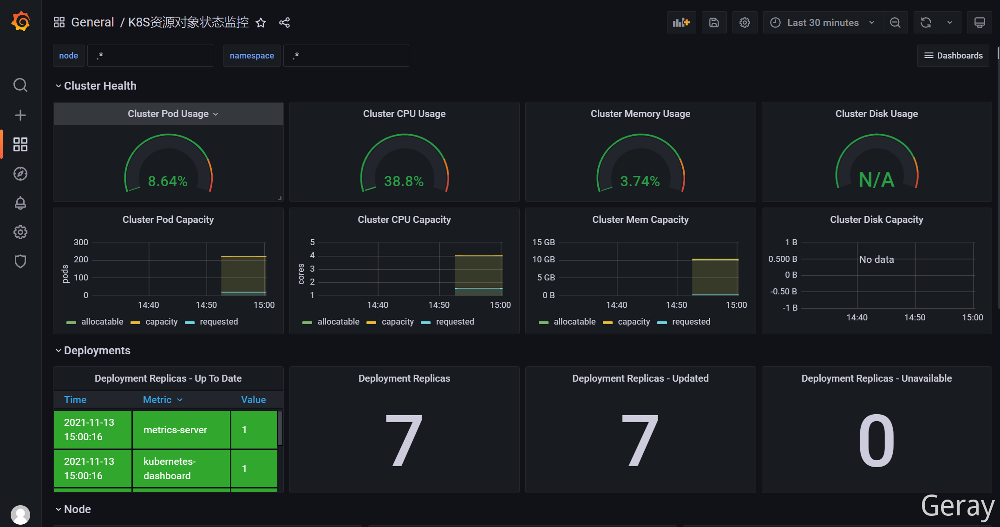 General / K8S资源对象状态监控
Last 30 minutes
node .* namespace .*
Dashboards
Cluster Health
Cluster Pod Usage
8.64%
Cluster CPU Usage
38.8%
Cluster Memory Usage
3.74%
Cluster Disk Usage
N/A
Cluster Pod Capacity
300
200
100
0
pods
14:40 14:50 15:00
allocatable capacity requested
Cluster CPU Capacity
5
4
3
2
1
cores
14:40 14:50 15:00
allocatable capacity requested
Cluster Mem Capacity
15 GB
10 GB
5 GB
0 B
14:40 14:50 15:00
allocatable capacity requested
Cluster Disk Capacity
1 B
0.500 B
0 B
-0.50 B
-1 B
No data
14:40 14:50 15:00
Deployments
Deployment Replicas - Up To Date
Time Metric Value
2021-11-13
15:00:16
metrics-server
1
2021-11-13
15:00:16
kubernetes-
dashboard
1
Deployment Replicas
7
Deployment Replicas - Updated
7
Deployment Replicas - Unavailable
0
Node
Geray